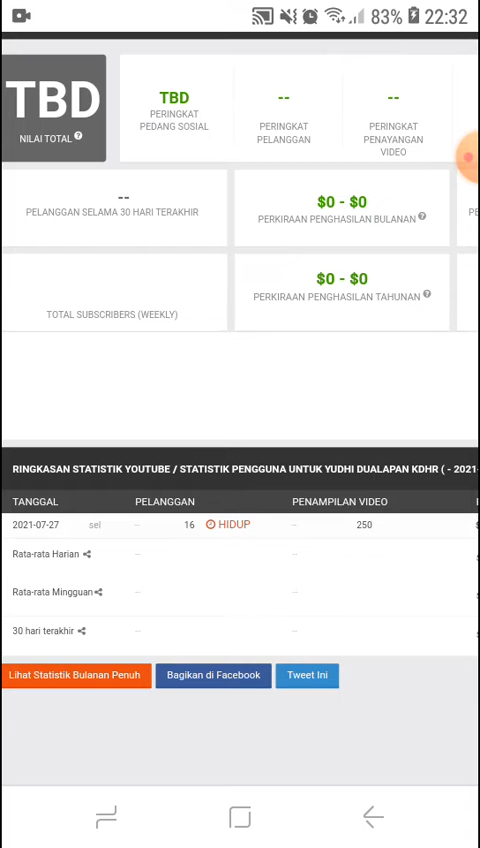 83% 22:32
TBD
NILAI TOTAL ?
TBD
PERINGKAT
PEDANG SOSIAL
--
PERINGKAT
PELANGGAN
--
PERINGKAT
PENAYANGAN
VIDEO
--
PELANGGAN SELAMA 30 HARI TERAKHIR
$0 - $0
PERKIRAAN PENGHASILAN BULANAN ?
TOTAL SUBSCRIBERS (WEEKLY)
$0 - $0
PERKIRAAN PENGHASILAN TAHUNAN ?
RINGKASAN STATISTIK YOUTUBE / STATISTIK PENGGUNA UNTUK YUDHI DUALAPAN KDHR ( - 2021-
TANGGAL PELANGGAN PENAMPILAN VIDEO
2021-07-27 sel -- 16 HIDUP -- 250
Rata-rata Harian -- --
Rata-rata Mingguan -- --
30 hari terakhir -- --
Lihat Statistik Bulanan Penuh Bagikan di Facebook Tweet Ini